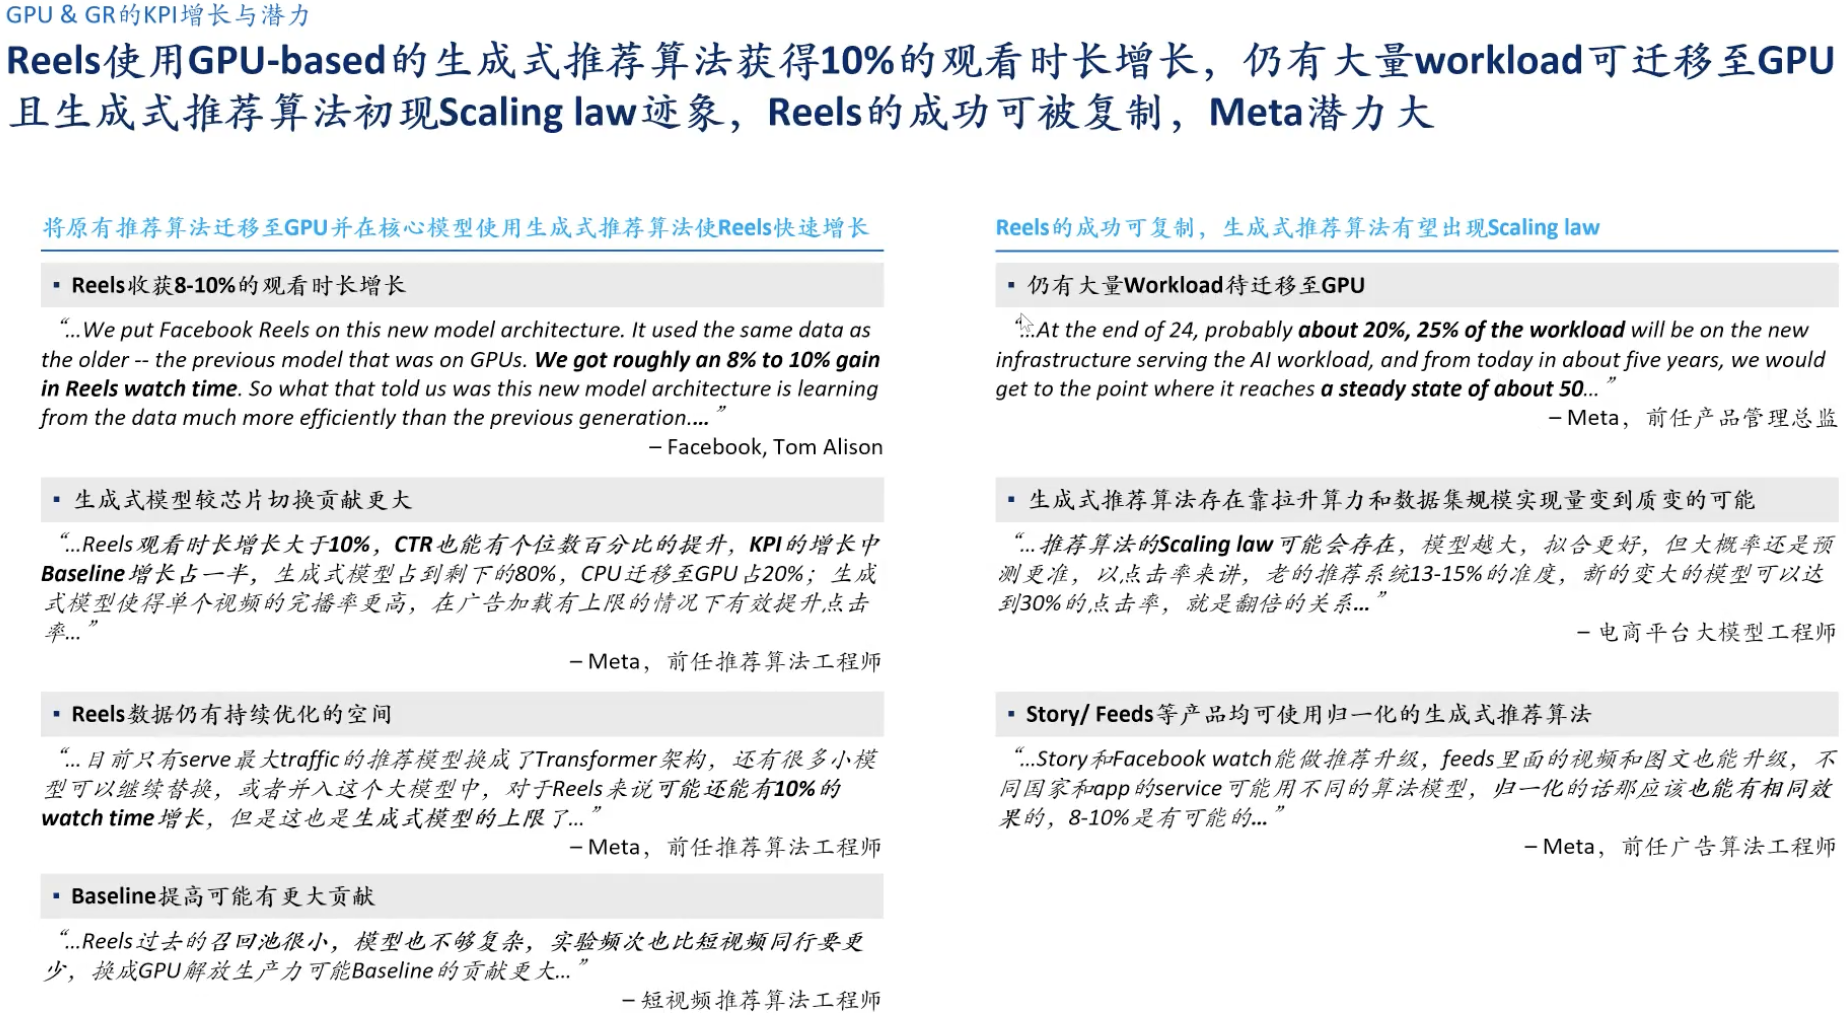 GPU & GR的KPI增长与潜力
Reels使用GPU-based的生成式推荐算法获得10%的观看时长增长，仍有大量workload可迁移至GPU
且生成式推荐算法初现Scaling law迹象，Reels的成功可被复制，Meta潜力大
将原有推荐算法迁移至GPU并在核心模型使用生成式推荐算法使Reels快速增长
▪ Reels收获8-10%的观看时长增长
“…We put Facebook Reels on this new model architecture. It used the same data as
the older -- the previous model that was on GPUs. We got roughly an 8% to 10% gain
in Reels watch time. So what that told us was this new model architecture is learning
from the data much more efficiently than the previous generation.…”
– Facebook, Tom Alison
▪ 生成式模型较芯片切换贡献更大
“…Reels观看时长增长大于10%，CTR也能有个位数百分比的提升，KPI的增长中
Baseline增长占一半，生成式模型占到剩下的80%，CPU迁移至GPU占20%；生成
式模型使得单个视频的完播率更高，在广告加载有上限的情况下有效提升点击
率…”
– Meta，前任推荐算法工程师
▪ Reels数据仍有持续优化的空间
“…目前只有serve最大traffic的推荐模型换成了Transformer架构，还有很多小模
型可以继续替换，或者并入这个大模型中，对于Reels来说可能还能有10%的
watch time增长，但是这也是生成式模型的上限了…”
– Meta，前任推荐算法工程师
▪ Baseline提高可能有更大贡献
“…Reels过去的召回池很小，模型也不够复杂，实验频次也比短视频同行要更
少，换成GPU解放生产力可能Baseline的贡献更大…”
– 短视频推荐算法工程师
Reels的成功可复制，生成式推荐算法有望出现Scaling law
▪ 仍有大量Workload待迁移至GPU
“…At the end of 24, probably about 20%, 25% of the workload will be on the new
infrastructure serving the AI workload, and from today in about five years, we would
get to the point where it reaches a steady state of about 50…”
– Meta，前任产品管理总监
▪ 生成式推荐算法存在靠拉升算力和数据集规模实现量变到质变的可能
“…推荐算法的Scaling law可能会存在，模型越大，拟合更好，但大概率还是预
测更准，以点击率来讲，老的推荐系统13-15%的准度，新的变大的模型可以达
到30%的点击率，就是翻倍的关系…”
– 电商平台大模型工程师
▪ Story/ Feeds等产品均可使用归一化的生成式推荐算法
“…Story和Facebook watch能做推荐升级，feeds里面的视频和图文也能升级，不
同国家和app的service可能用不同的算法模型，归一化的话那应该也能有相同效
果的，8-10%是有可能的…”
– Meta，前任广告算法工程师